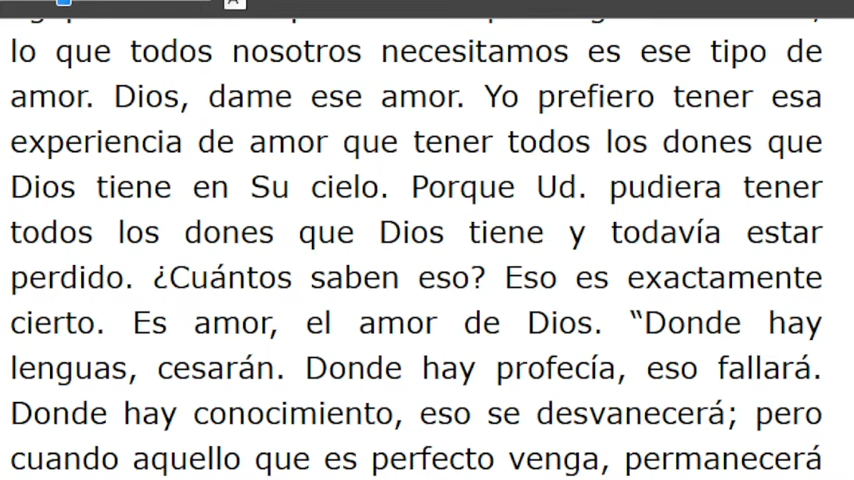 lo que todos nosotros necesitamos es ese tipo de
amor. Dios, dame ese amor. Yo prefiero tener esa
experiencia de amor que tener todos los dones que
Dios tiene en Su cielo. Porque Ud. pudiera tener
todos los dones que Dios tiene y todavía estar
perdido. ¿Cuántos saben eso? Eso es exactamente
cierto. Es amor, el amor de Dios. “Donde hay
lenguas, cesarán. Donde hay profecía, eso fallará.
Donde hay conocimiento, eso se desvanecerá; pero
cuando aquello que es perfecto venga, permanecerá